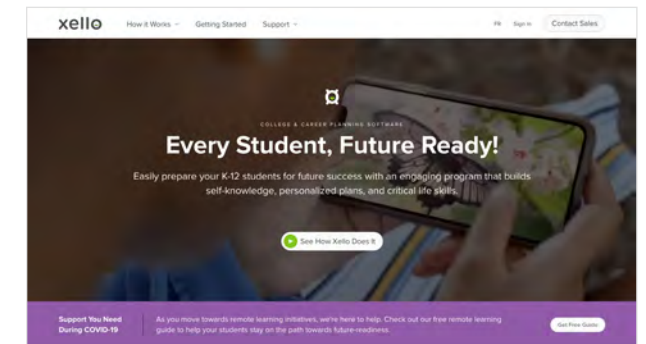 xello
How it Works
Getting Started
Support
FR
Sign In
Contact Sales
COLLEGE & CAREER PLANNING SOFTWARE
Every Student, Future Ready!
Easily prepare your K-12 students for future success with an engaging program that builds
self-knowledge, personalized plans, and critical life skills.
See How Xello Does It
Support You Need
During COVID-19
As you move towards remote learning initiatives, we're here to help. Check out our free remote learning
guide to help your students stay on the path towards future-readiness.
Get Free Guide